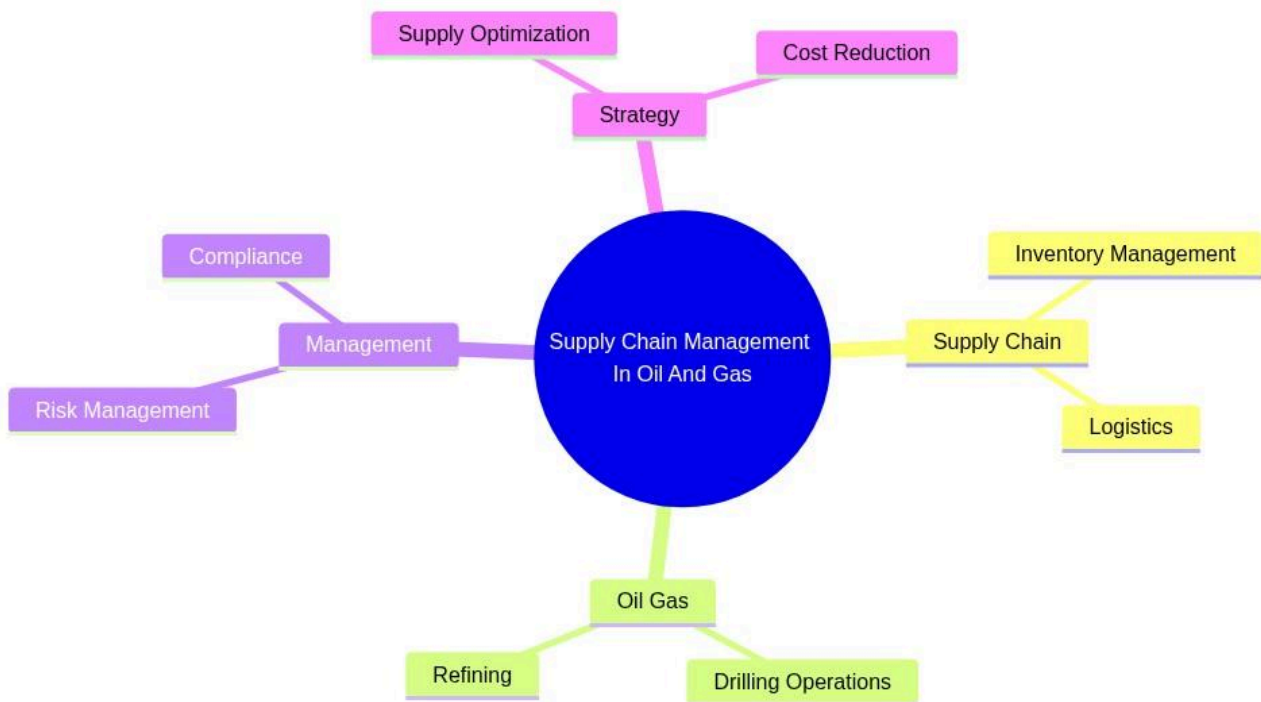 Supply Optimization
Cost Reduction
Strategy
Compliance
Management
Risk Management
Supply Chain Management
In Oil And Gas
Inventory Management
Supply Chain
Logistics
Oil Gas
Refining
Drilling Operations